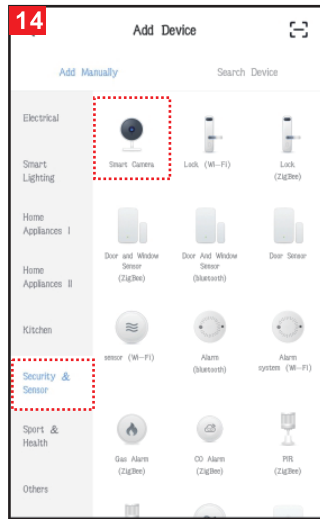 14
Add Device
Add Manually
Search Device
Electrical
Smart
Lighting
Home
Appliances I
Home
Appliances II
Kitchen
Security &
Sensor
Sport &
Health
Others
Smart Camera
Lock (Wi-Fi)
Lock
(ZigBee)
Door and Window
Sensor
(ZigBee)
Door And Window
Sensor
(bluetooth)
Door Sensor
sensor (Wi-Fi)
Alarm
(bluetooth)
Alarm
system (Wi-Fi)
Gas Alarm
(ZigBee)
CO Alarm
(ZigBee)
PIR
(ZigBee)